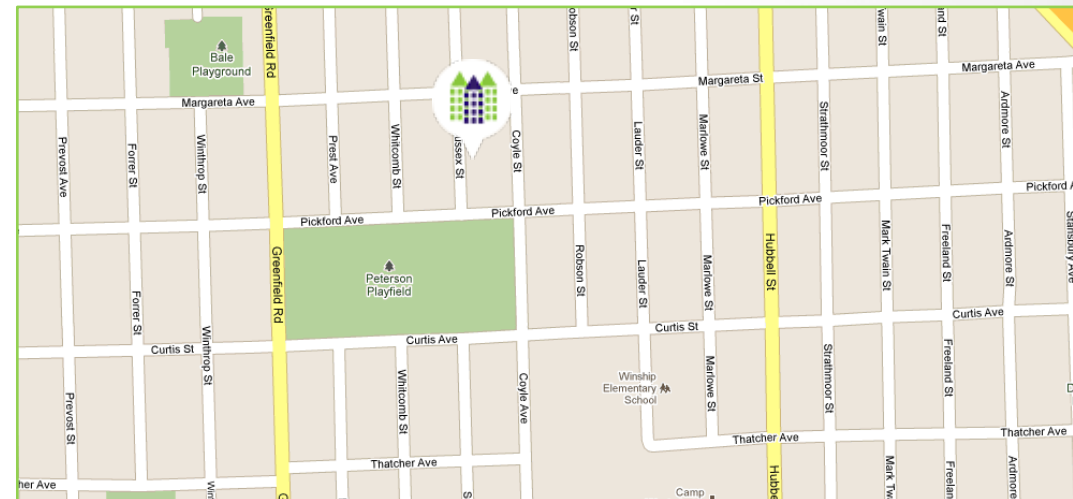 Greenfield Rd
Bale
Playground
Margareta Ave
Margareta St
Margareta Ave
Prevost Ave
Forrer St
Winthrop St
Prest Ave
Whitcomb St
Coyle St
Lauder St
Marlowe St
Strathmoor St
Ardmore St
Pickford Ave
Pickford Ave
Pickford Ave
Pickford
Greenfield Rd
Peterson
Playfield
Robson St
Lauder St
Marlowe St
Hubbell St
Mark Twain St
Freeland St
Ardmore St
Forrer St
Winthrop St
Curtis St
Curtis Ave
Curtis St
Curtis Ave
Prevost St
Whitcomb St
Coyle Ave
Winship
Elementary
School
Marlowe St
Strathmoor St
Freeland St
Thatcher Ave
Thatcher Ave
Thatcher Ave
Mark Twain
Camp